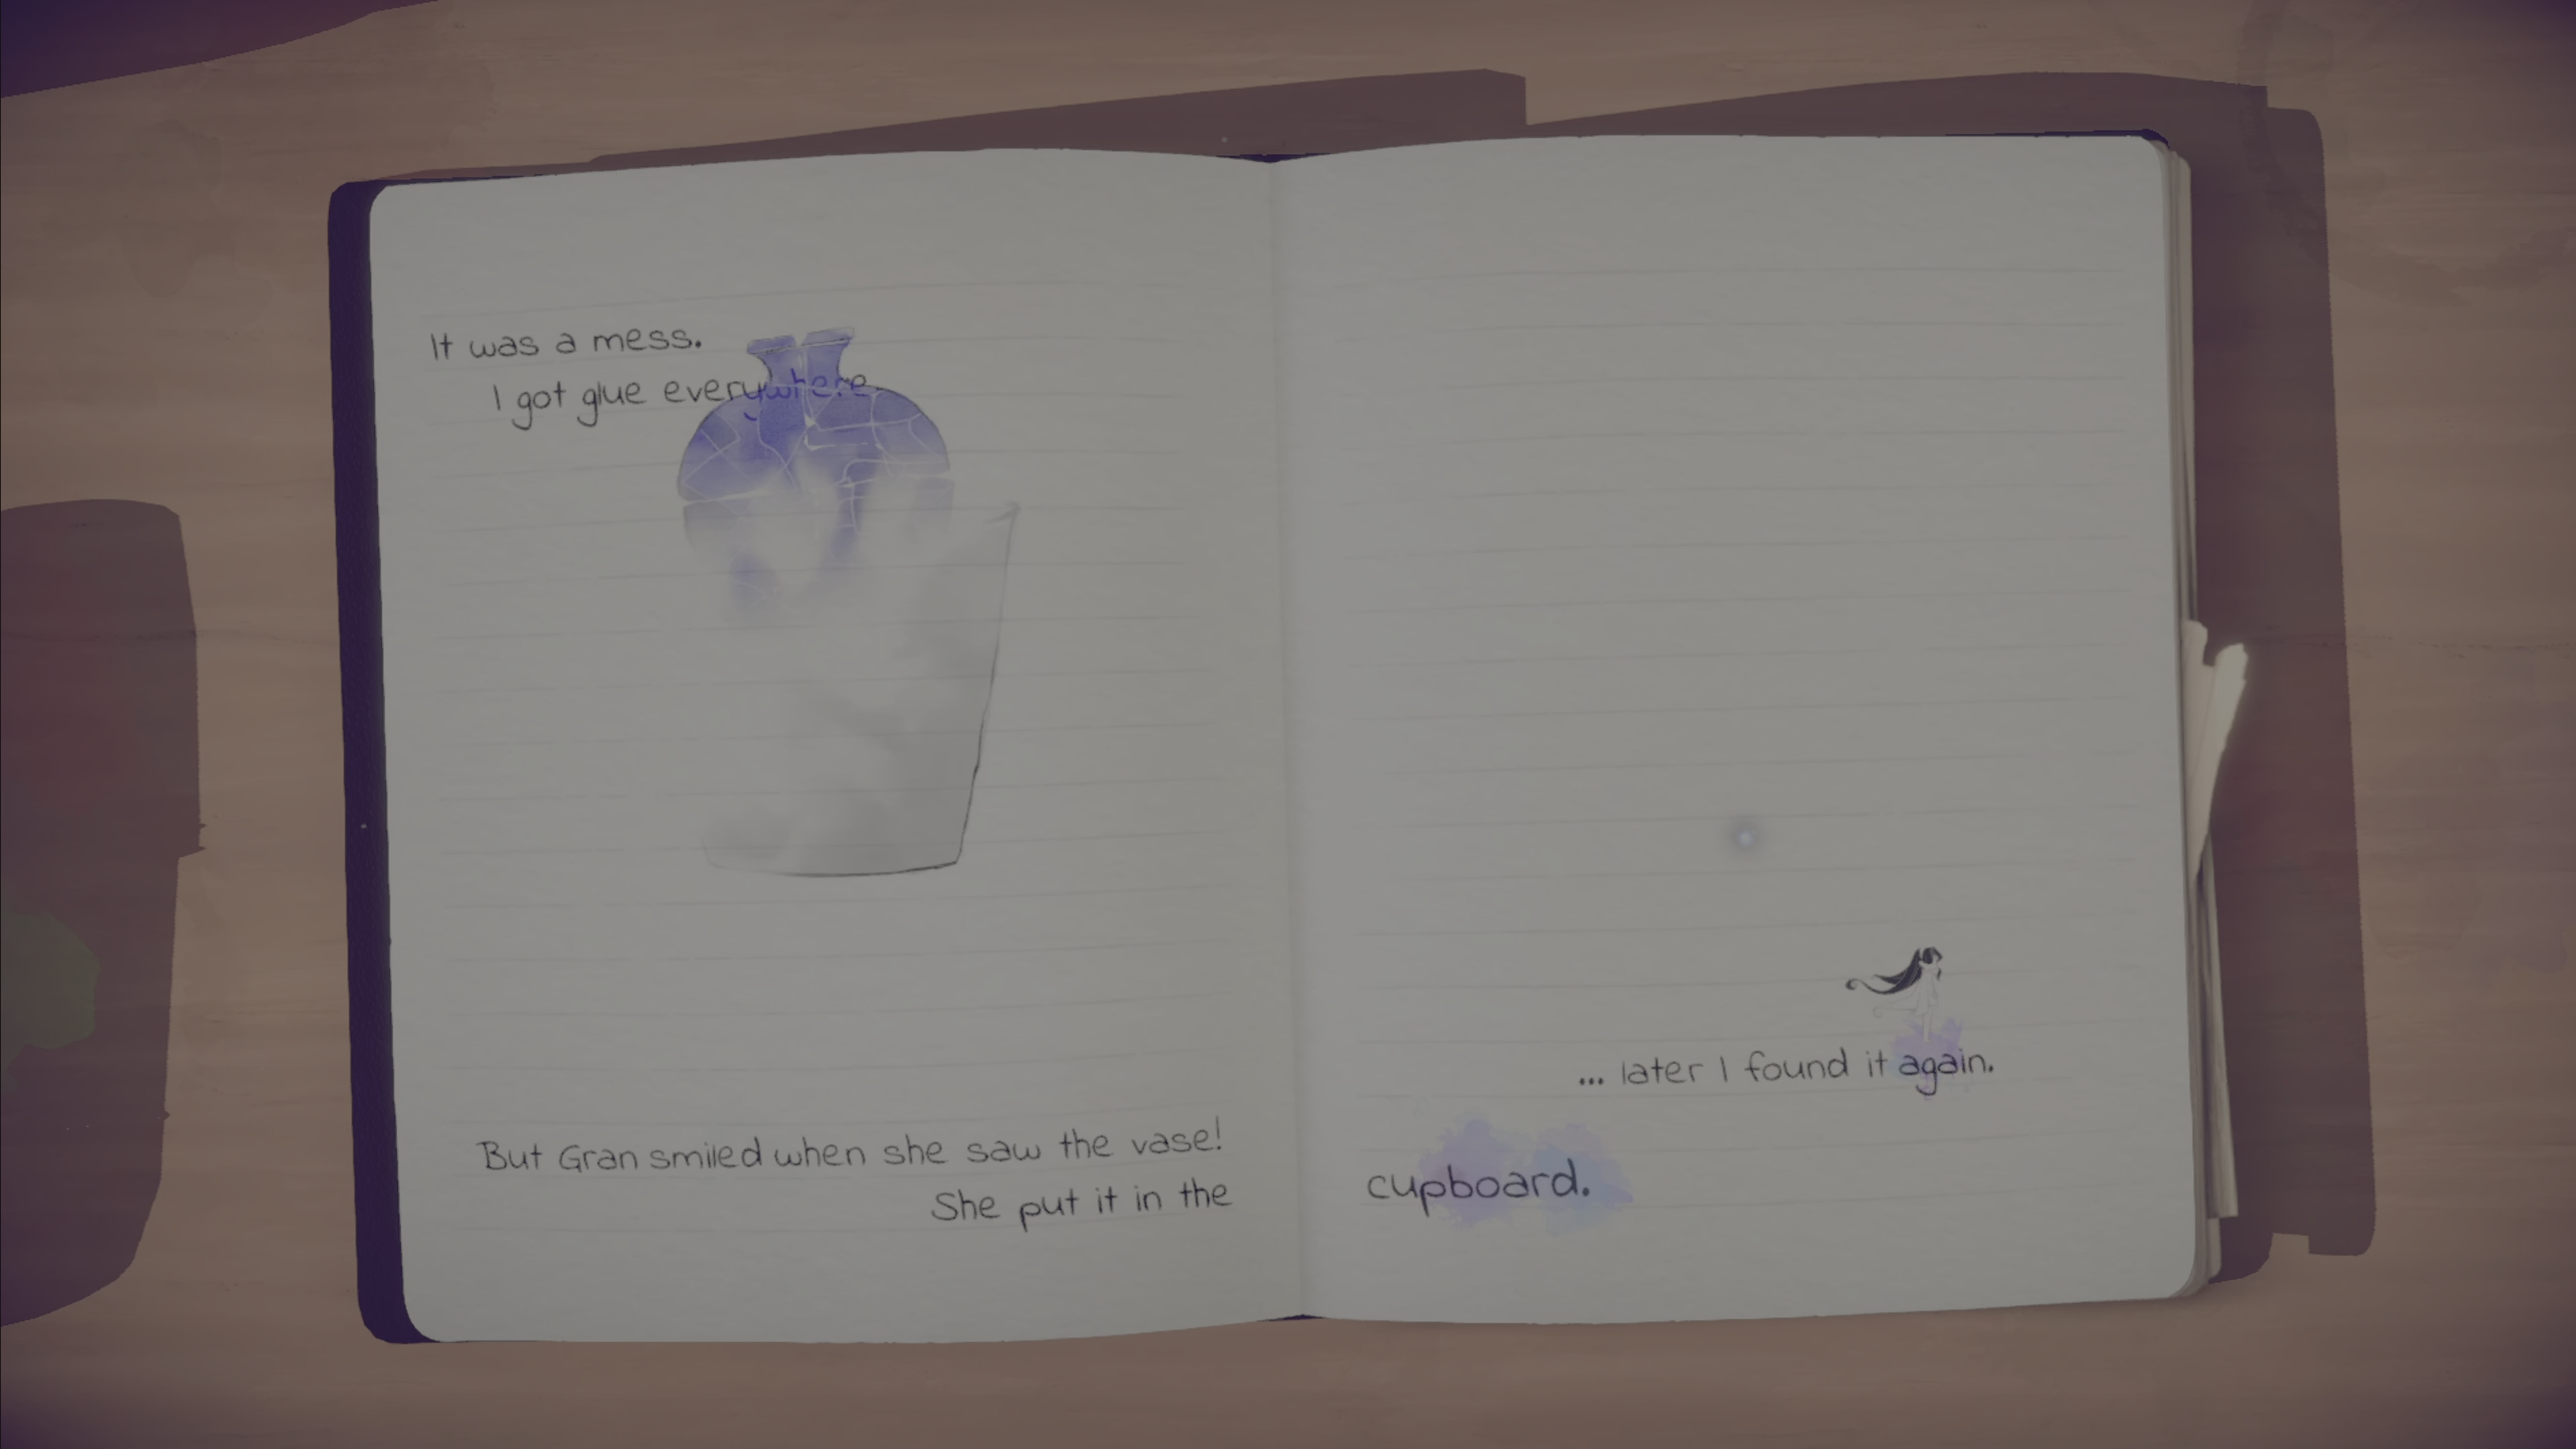 It was a mess.
I got glue everywhere.
But Gran smiled when she saw the vase!
She put it in the
cupboard.
... later I found it again.